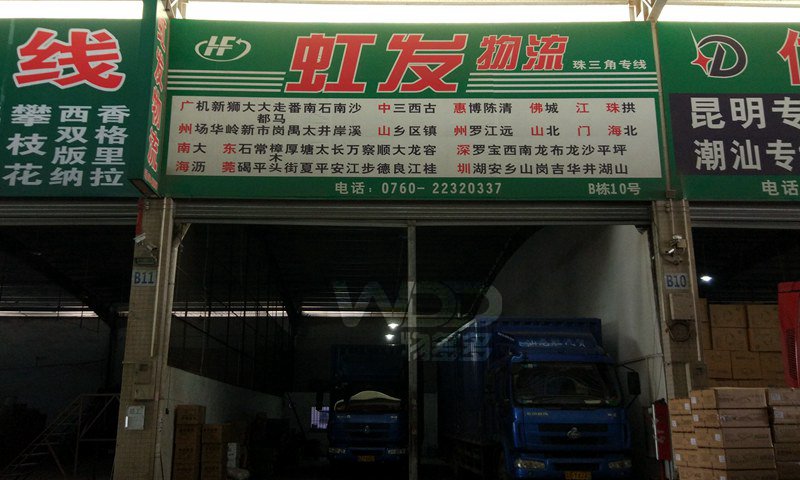 线
攀 西 香
枝 双 格
花 版 里
纳 拉
HF 虹发物流 珠三角专线
广机新狮大大走番南石南沙 中三西古 惠博陈清 佛城 江 珠拱
都马
州场华岭新市岗禺井太岸溪 山乡区镇 州罗江远 山北 门 海北
南大 东石常樟厚塘太长万察顺大龙容 深罗宝西南龙布龙沙平坪
木
海沥 莞碣平头街夏平安江步德良江桂 圳湖安乡山岗吉华井湖山
电话:0760-22320337 B栋10号
昆明专
潮汕专
电话
B11
B10
WDD
物多多